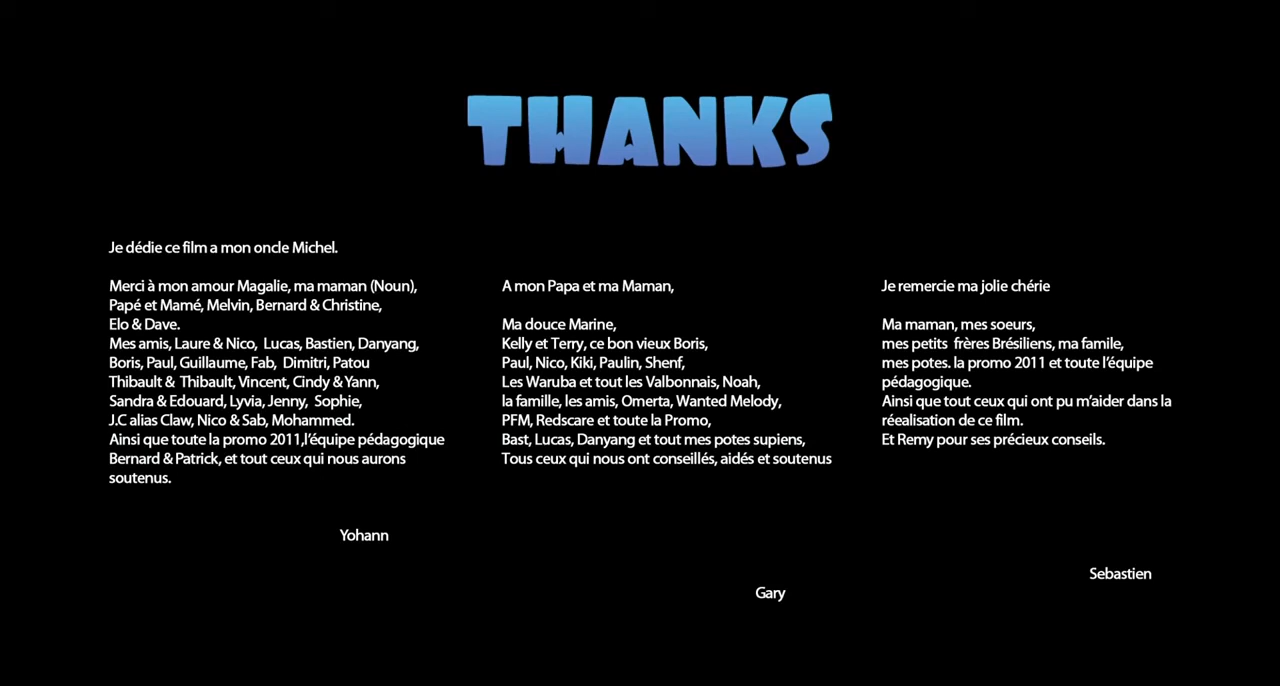 THANKS
Je dédie ce film a mon oncle Michel.
Merci à mon amour Magalie, ma maman (Noun),
Papé et Mamé, Melvin, Bernard & Christine,
Elo & Dave.
Mes amis, Laure & Nico, Lucas, Bastien, Danyang,
Boris, Paul, Guillaume, Fab, Dimitri, Patou
Thibault & Thibault, Vincent, Cindy & Yann,
Sandra & Edouard, Lyvia, Jenny, Sophie,
J.C alias Claw, Nico & Sab, Mohammed.
Ainsi que toute la promo 2011,l'équipe pédagogique
Bernard & Patrick, et tout ceux qui nous aurons
soutenus.
Yohann
A mon Papa et ma Maman,
Ma douce Marine,
Kelly et Terry, ce bon vieux Boris,
Paul, Nico, Kiki, Paulin, Shenf,
Les Waruba et tout les Valbonnais, Noah,
la famille, les amis, Omerta, Wanted Melody,
PFM, Redscare et toute la Promo,
Bast, Lucas, Danyang et tout mes potes supiens,
Tous ceux qui nous ont conseillés, aidés et soutenus
Gary
Je remercie ma jolie chérie
Ma maman, mes soeurs,
mes petits frères Brésiliens, ma famile,
mes potes. la promo 2011 et toute l'équipe
pédagogique.
Ainsi que tout ceux qui ont pu m'aider dans la
réealisation de ce film.
Et Remy pour ses précieux conseils.
Sebastien